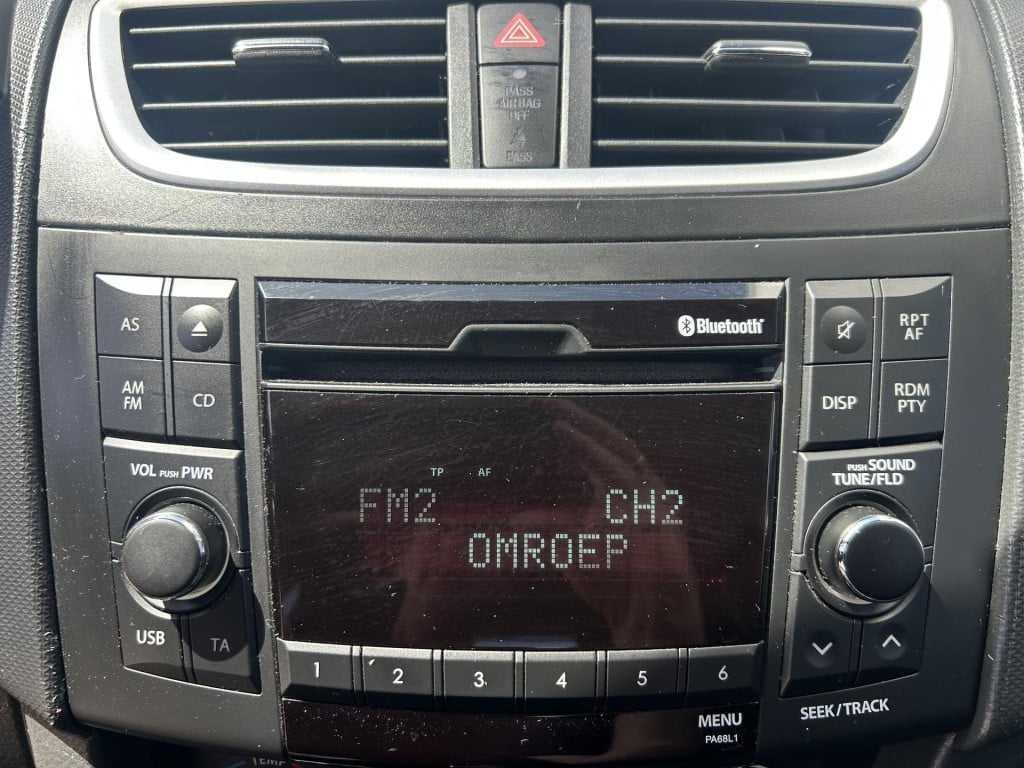 PASS
AIR BAG
OFF
PASS
AS
Bluetooth
RPT
AF
AM
FM
CD
DISP
RDM
PTY
VOL PUSH PWR
PUSH SOUND
TUNE/FLD
TP AF
FM2 CH2
OMROEP
USB
TA
1 2 3 4 5 6
MENU
PA68L1
SEEK/TRACK
TEMP